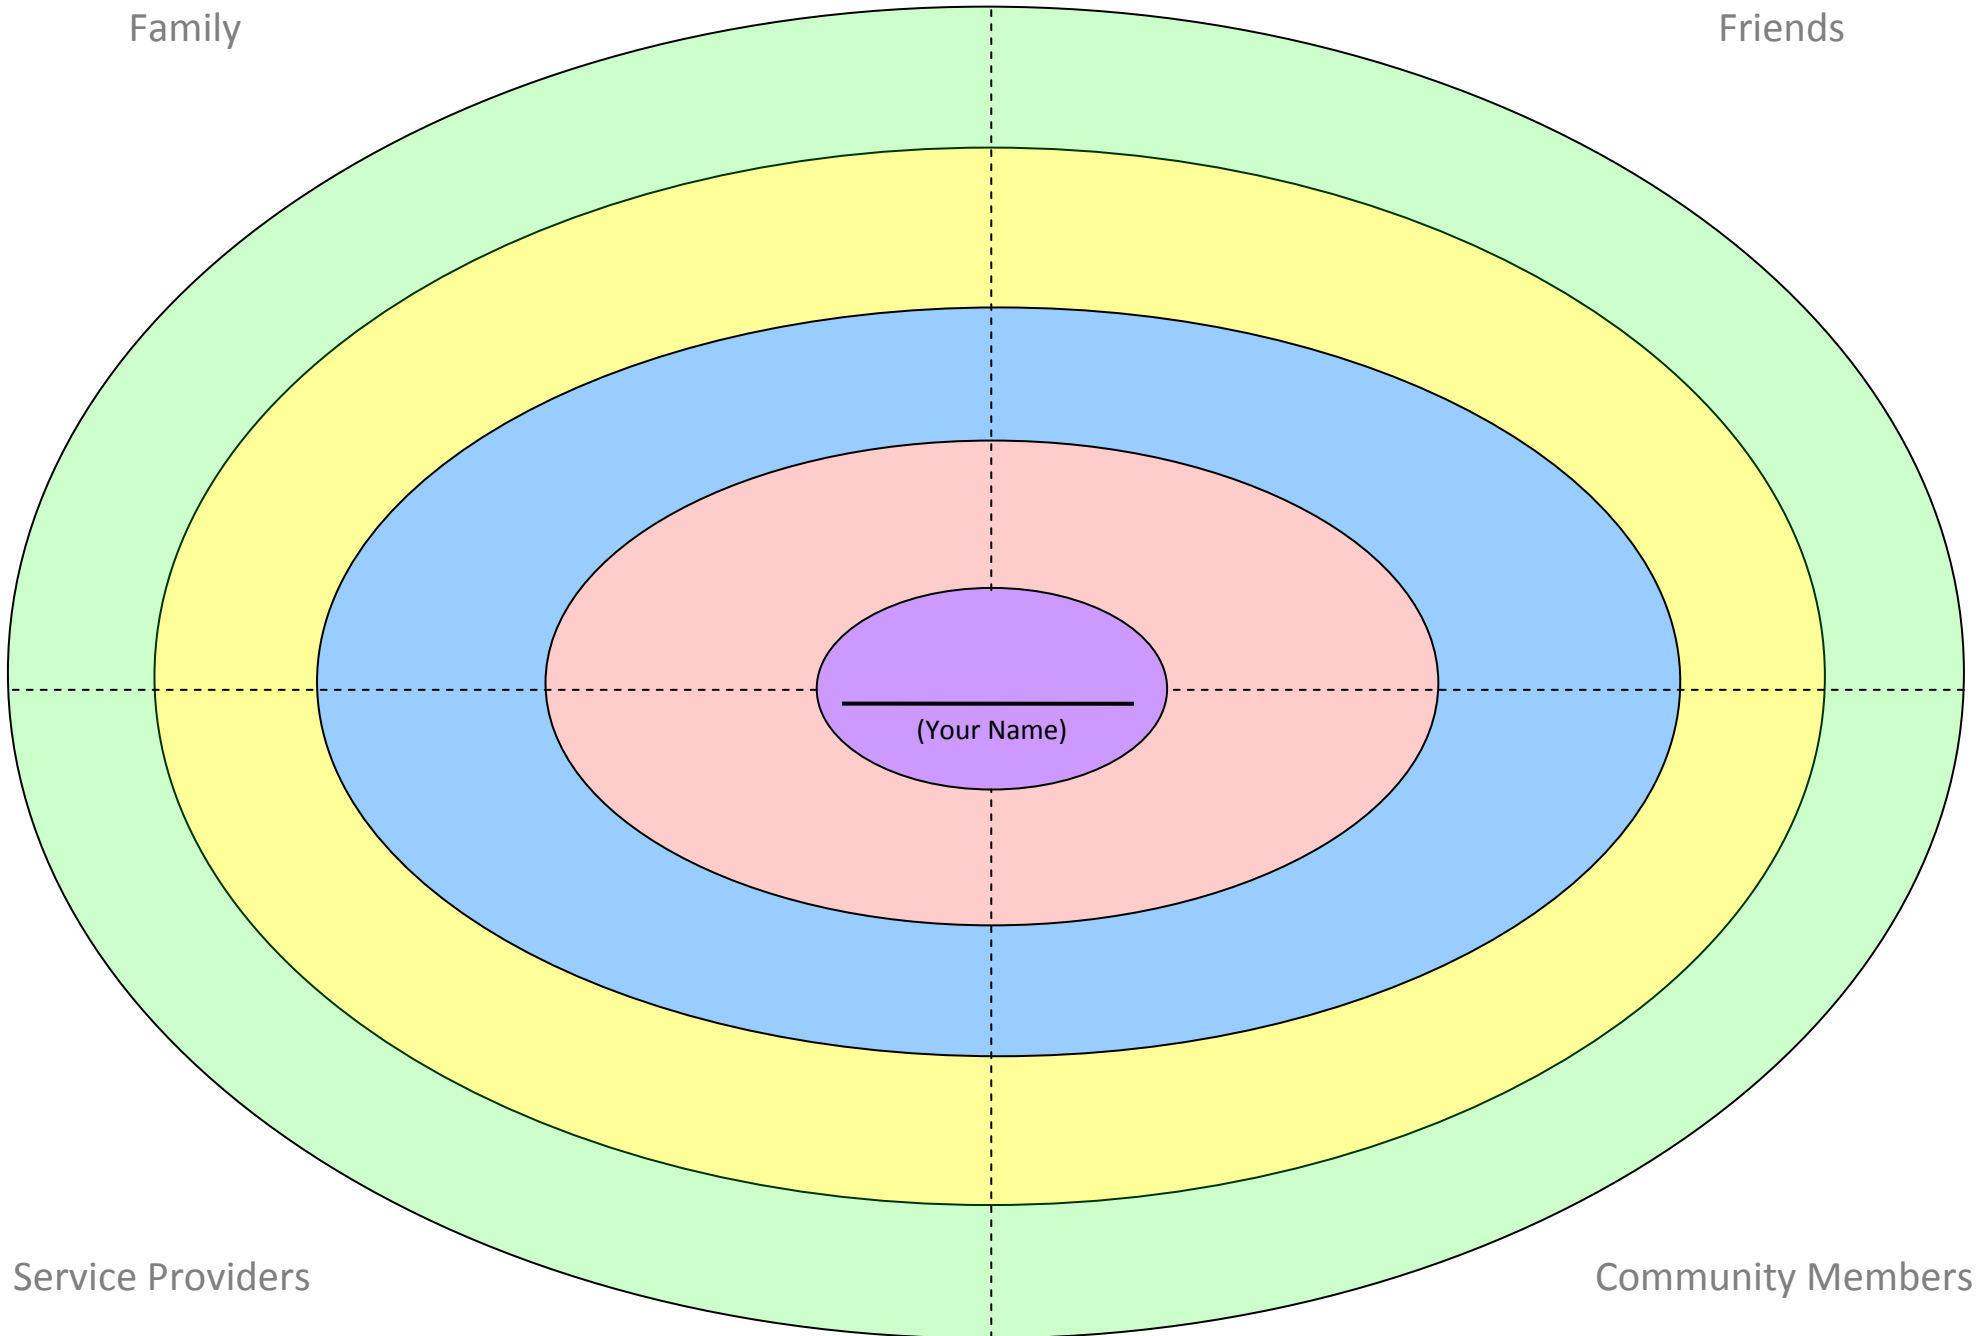 Family
Friends
(Your Name)
Service Providers
Community Members